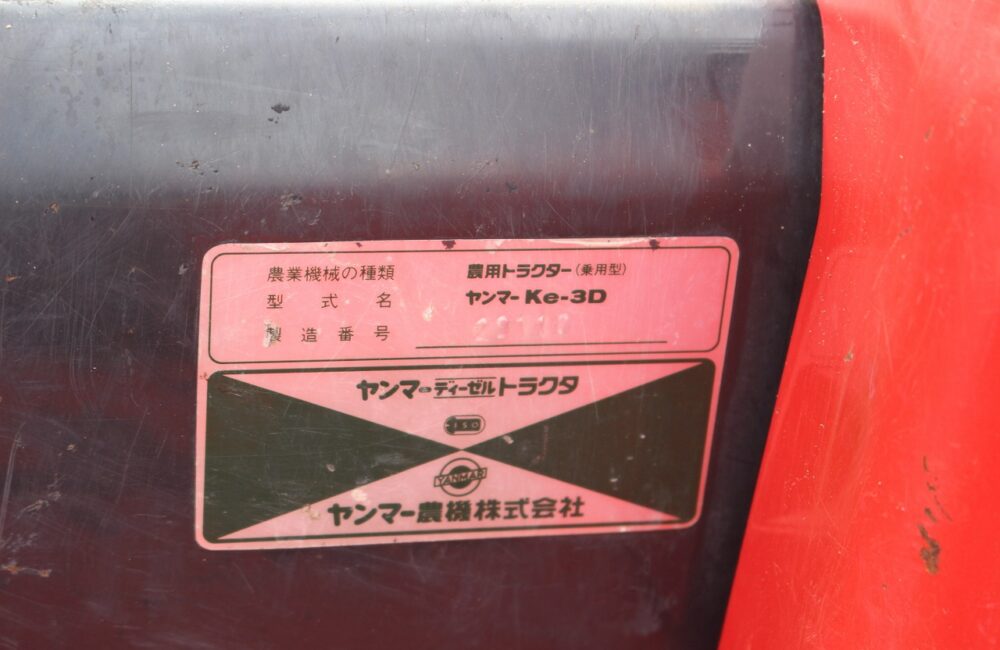 農業機械の種類 農用トラクター(乗用型)
型式名 ヤンマー Ke-3D
製造番号
ヤンマーディーゼルトラクタ
ISO
YANMAR
ヤンマー農機株式会社